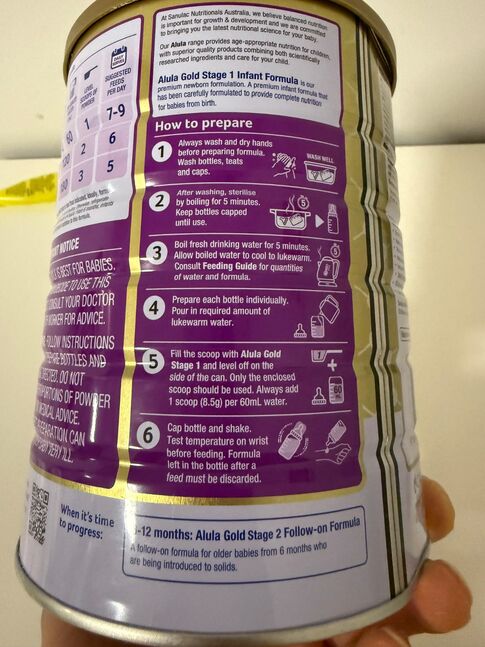 At Sanulac Nutritionals Australia, we believe balanced nutrition
is important for growth & development and we are committed
to bringing you the latest nutritional science for your baby.
Our Alula range provides age-appropriate nutrition for children,
with superior quality products combining both scientifically
researched ingredients and care for your child.
Alula Gold Stage 1 Infant Formula is our
premium newborn formulation. A premium infant formula that
has been carefully formulated to provide complete nutrition
for babies from birth.
How to prepare
1
Always wash and dry hands
before preparing formula.
Wash bottles, teats
and caps.
WASH WELL
2
After washing, sterilise
by boiling for 5 minutes.
Keep bottles capped
until use.
5
3
Boil fresh drinking water for 5 minutes.
Allow boiled water to cool to lukewarm.
Consult Feeding Guide for quantities
of water and formula.
5
4
Prepare each bottle individually.
Pour in required amount of
lukewarm water.
5
Fill the scoop with Alula Gold
Stage 1 and level off on the
side of the can. Only the enclosed
scoop should be used. Always add
1 scoop (8.5g) per 60mL water.
1
+
60
mL
6
Cap bottle and shake.
Test temperature on wrist
before feeding. Formula
left in the bottle after a
feed must be discarded.
SUGGESTED
FEEDS
PER DAY
1 7-9
2 6
3 5
NOTICE
BEST FOR BABIES.
TO USE THIS
CONSULT YOUR DOCTOR
WORKER FOR ADVICE.
FOLLOW INSTRUCTIONS
BOTTLES AND
DO NOT
OF POWDER
MEDICAL ADVICE.
CAN
VERY ILL.
When it's time
to progress:
-12 months: Alula Gold Stage 2 Follow-on Formula
A follow-on formula for older babies from 6 months who
are being introduced to solids.